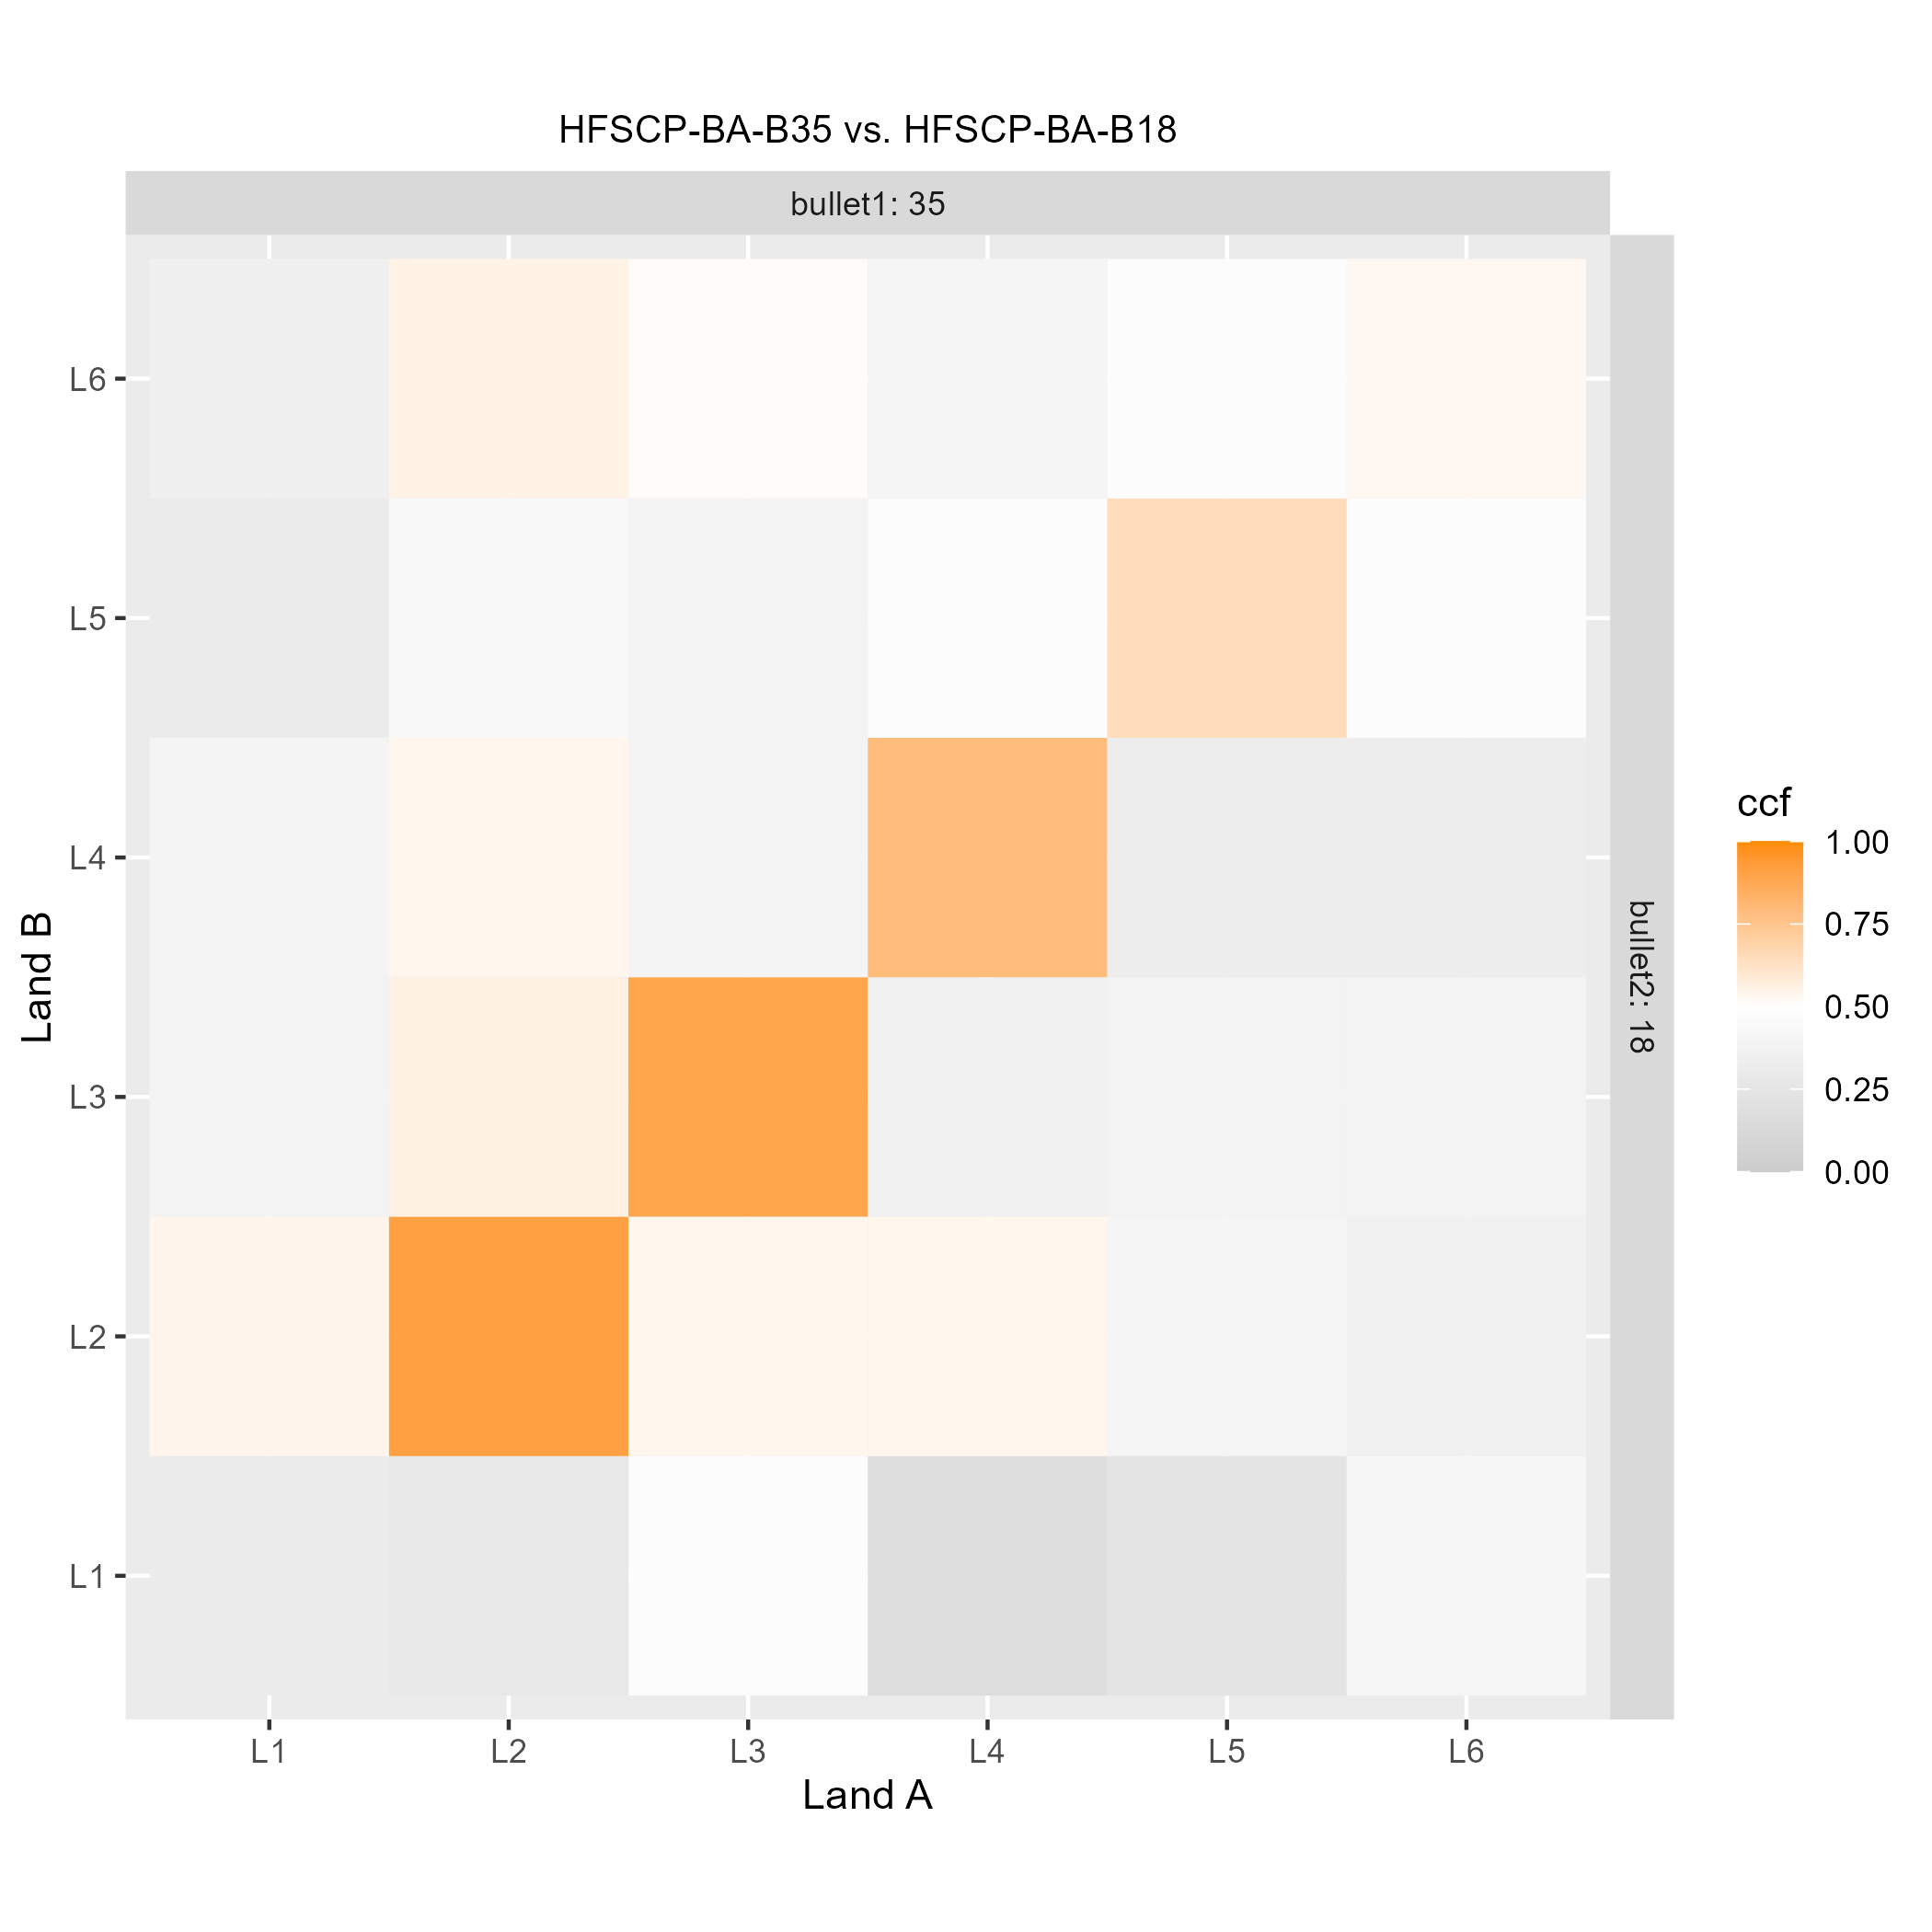 HFSCP-BA-B35 vs. HFSCP-BA-B18
bullet1: 35
L6
L5
L4
L3
L2
L1
Land B
bullet2: 18
L1 L2 L3 L4 L5 L6
Land A
ccf
1.00
0.75
0.50
0.25
0.00